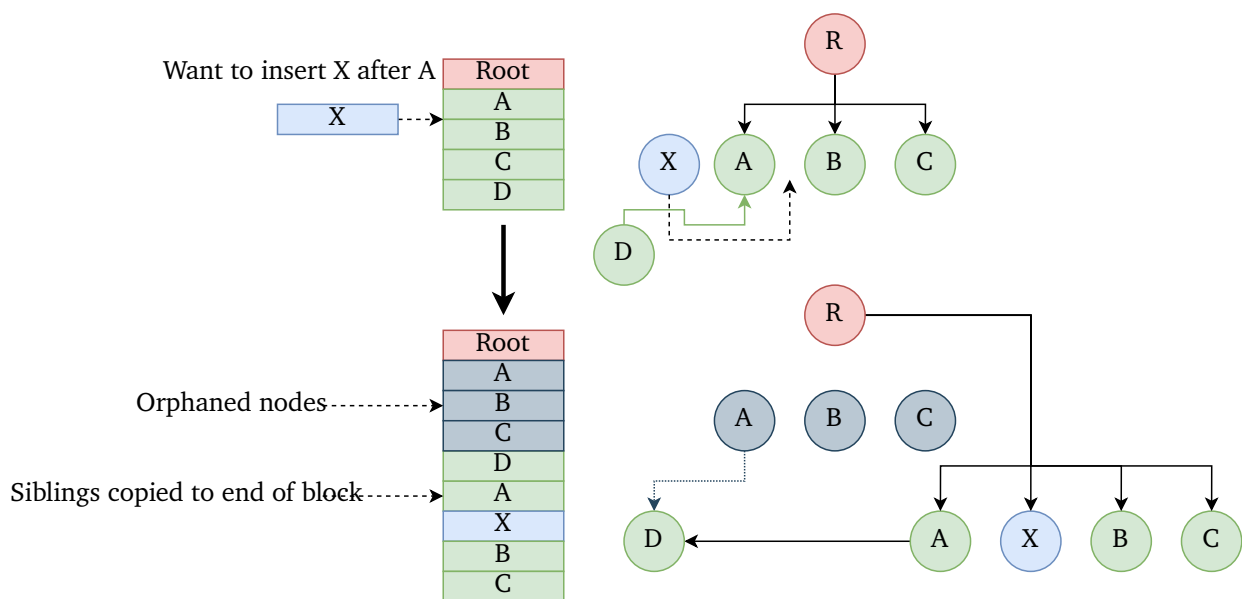 R
Want to insert X after A
Root
A
X
B
C
D
X
A
B
C
D
R
Root
A
Orphaned nodes
B
C
D
Siblings copied to end of block
A
X
B
C
A
B
C
D
A
X
B
C